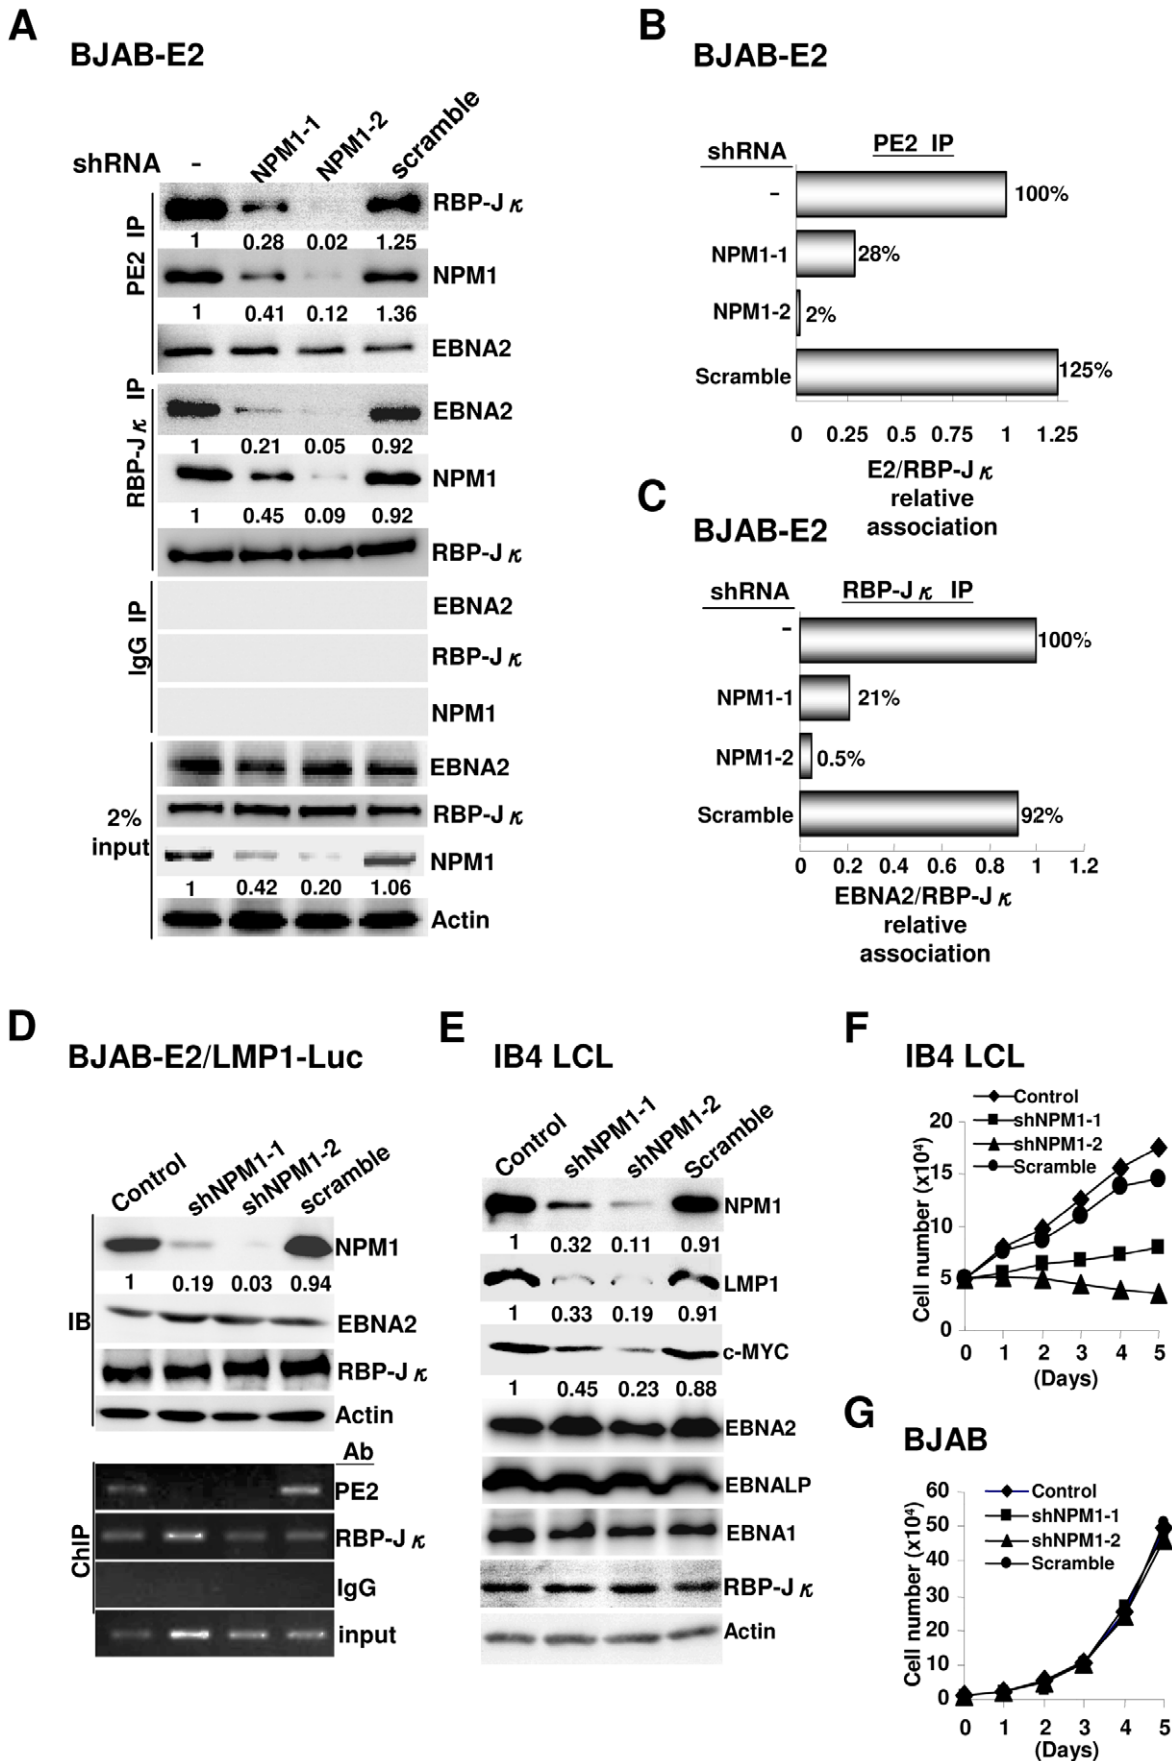 A
BJAB-E2
shRNA - NPM1-1 NPM1-2 scramble
PE2 IP
RBP-Jκ
1 0.28 0.02 1.25
NPM1
1 0.41 0.12 1.36
EBNA2
RBP-Jκ IP
EBNA2
1 0.21 0.05 0.92
NPM1
1 0.45 0.09 0.92
RBP-Jκ
IgG IP
EBNA2
RBP-Jκ
NPM1
2%
input
EBNA2
RBP-Jκ
NPM1
1 0.42 0.20 1.06
Actin
B
BJAB-E2
shRNA PE2 IP
- 100%
NPM1-1 28%
NPM1-2 2%
Scramble 125%
0 0.25 0.5 0.75 1 1.25
E2/RBP-Jκ
relative
association
C
BJAB-E2
shRNA RBP-Jκ IP
- 100%
NPM1-1 21%
NPM1-2 0.5%
Scramble 92%
0 0.2 0.4 0.6 0.8 1 1.2
EBNA2/RBP-Jκ
relative
association
D
BJAB-E2/LMP1-Luc
Control shNPM1-1 shNPM1-2 scramble
IB
NPM1
1 0.19 0.03 0.94
EBNA2
RBP-Jκ
Actin
Ab
ChIP
PE2
RBP-Jκ
IgG
input
E
IB4 LCL
Control shNPM1-1 shNPM1-2 Scramble
NPM1
1 0.32 0.11 0.91
LMP1
1 0.33 0.19 0.91
c-MYC
1 0.45 0.23 0.88
EBNA2
EBNALP
EBNA1
RBP-Jκ
Actin
F
IB4 LCL
Control
shNPM1-1
shNPM1-2
Scramble
Cell number (x10⁴)
20
15
10
5
0
0 1 2 3 4 5
(Days)
G
BJAB
Control
shNPM1-1
shNPM1-2
Scramble
Cell number (x10⁴)
60
50
40
30
20
10
0
0 1 2 3 4 5
(Days)